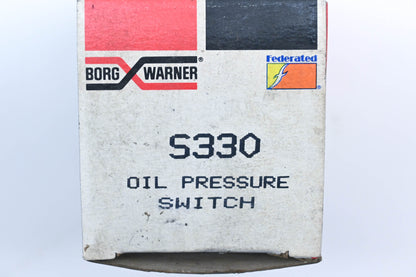 BORG WARNER®
Federated®
S330
OIL PRESSURE
SWITCH